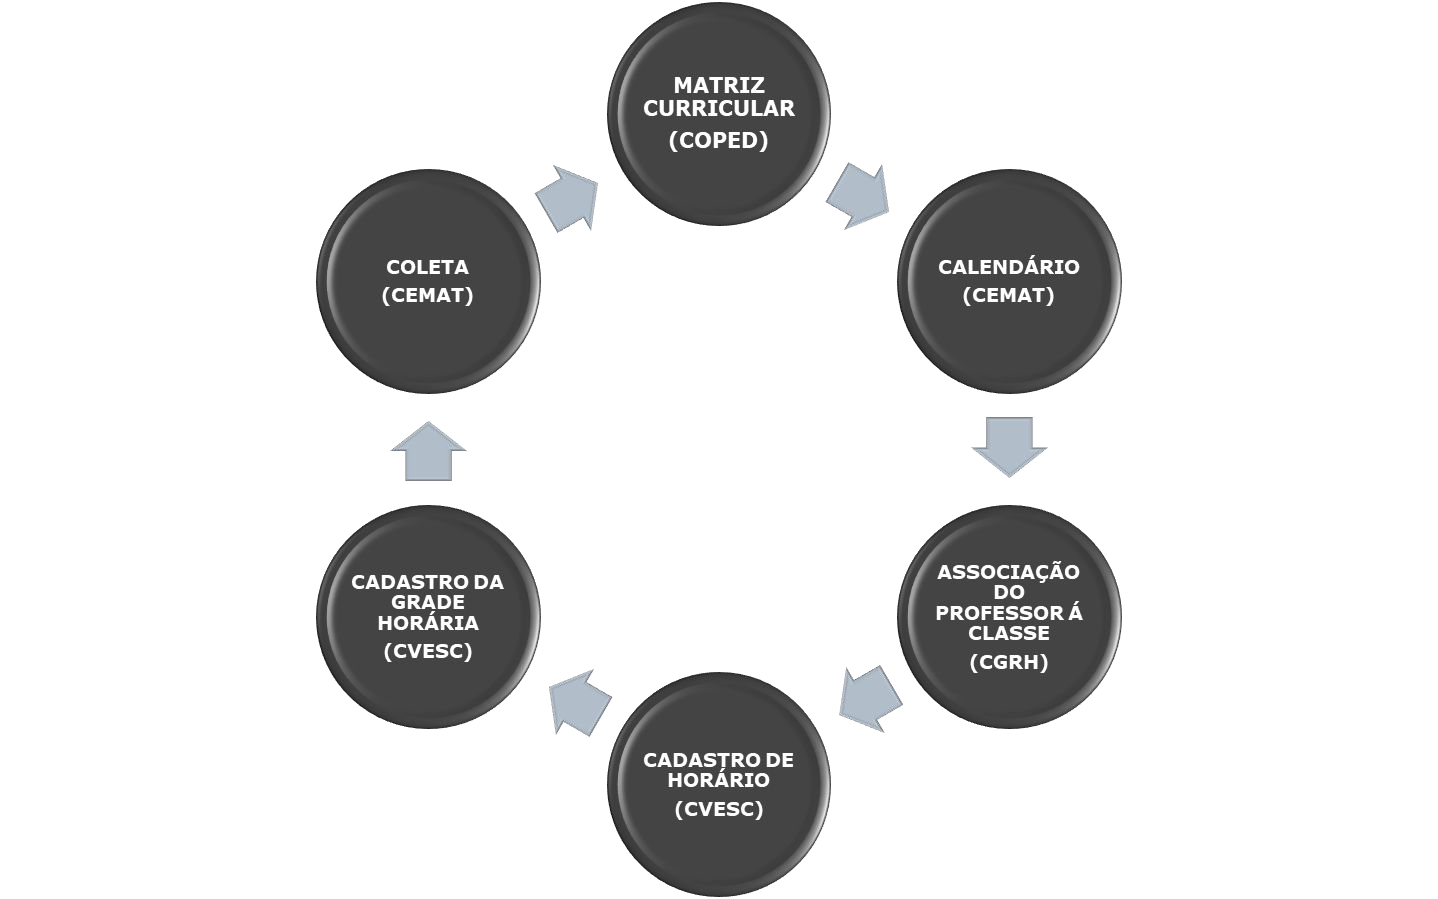 MATRIZ
CURRICULAR
(COPED)
CALENDÁRIO
(CEMAT)
ASSOCIAÇÃO
DO
PROFESSOR Á
CLASSE
(CGRH)
CADASTRO DE
HORÁRIO
(CVESC)
CADASTRO DA
GRADE
HORÁRIA
(CVESC)
COLETA
(CEMAT)